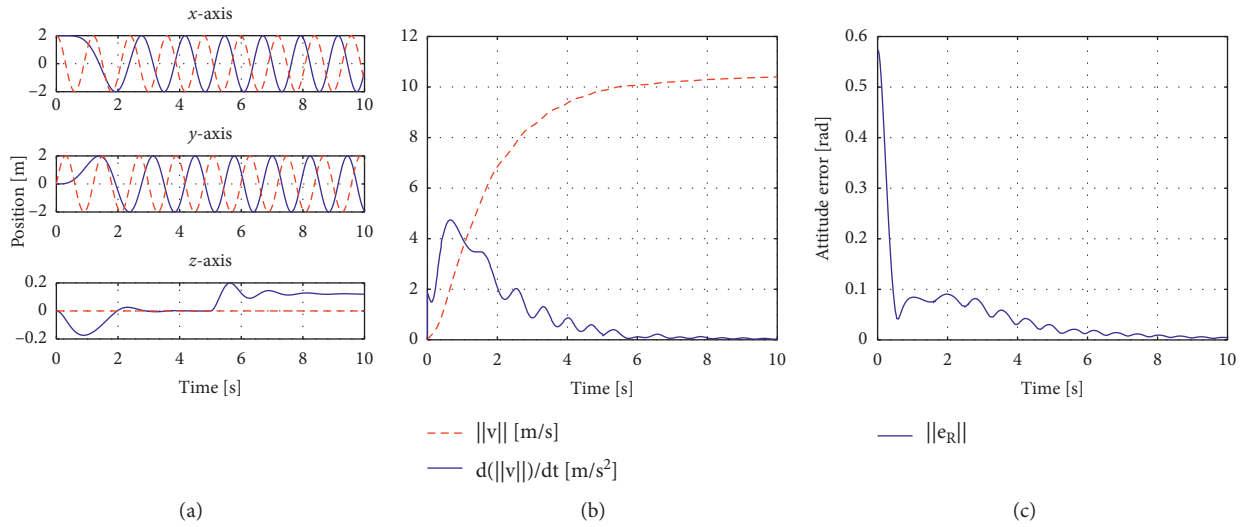 x-axis
2
0
−2
0 2 4 6 8 10
y-axis
2
0
−2
0 2 4 6 8 10
z-axis
0.2
0
−0.2
0 2 4 6 8 10
Position [m]
Time [s]
(a)
12
10
8
6
4
2
0
0 2 4 6 8 10
Time [s]
||v|| [m/s]
d(||v||)/dt [m/s²]
(b)
0.6
0.5
0.4
0.3
0.2
0.1
0
Attitude error [rad]
0 2 4 6 8 10
Time [s]
||e_R||
(c)